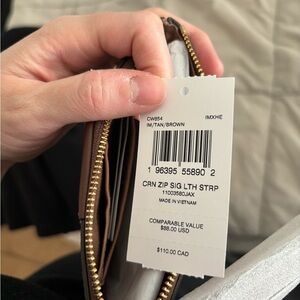 CW854 IMXHE
IM/TAN/BROWN
1 96395 55890 2
CRN ZIP SIG LTH STRP
11003580JAX
MADE IN VIETNAM
COMPARABLE VALUE
$88.00 USD
$110.00 CAD